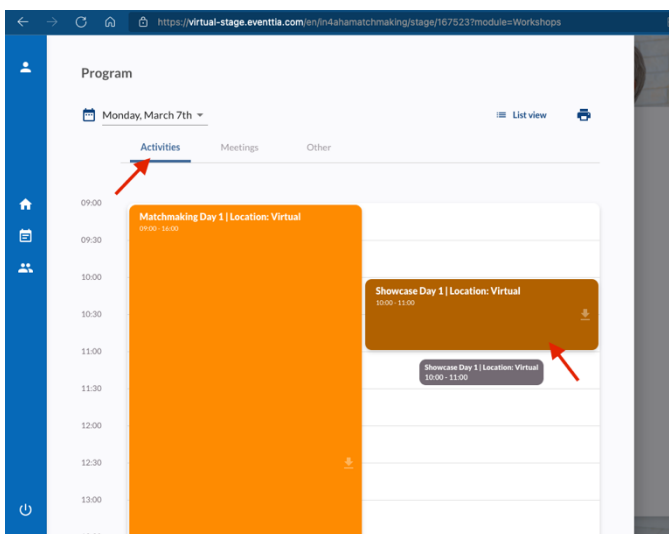 https://virtual-stage.eventtia.com/en/in4ahamatchmaking/stage/167523?module=Workshops
Program
Monday, March 7th
List view
Activities
Meetings
Other
09:00
Matchmaking Day 1 | Location: Virtual
09:00 - 16:00
09:30
10:00
Showcase Day 1 | Location: Virtual
10:00 - 11:00
10:30
11:00
Showcase Day 1 | Location: Virtual
10:00 - 11:00
11:30
12:00
12:30
13:00